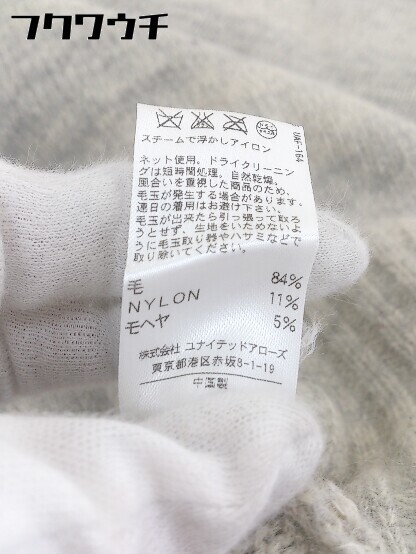 フクワウチ
UWF-164
スチームで浮かしアイロン
ネット使用。ドライクリーニン
グは短時間処理。自然乾燥。
風合いを重視した商品のため、
毛玉が発生する場合があります。
連日の着用はお避け下さい。
毛玉が出来たら引っ張って取ろ
うとせず、生地をいためないよ
うに毛玉取り器やハサミなどで
取り除いてください。
毛 84%
NYLON 11%
モヘヤ 5%
株式会社 ユナイテッドアローズ
東京都港区赤坂8-1-19
中国製